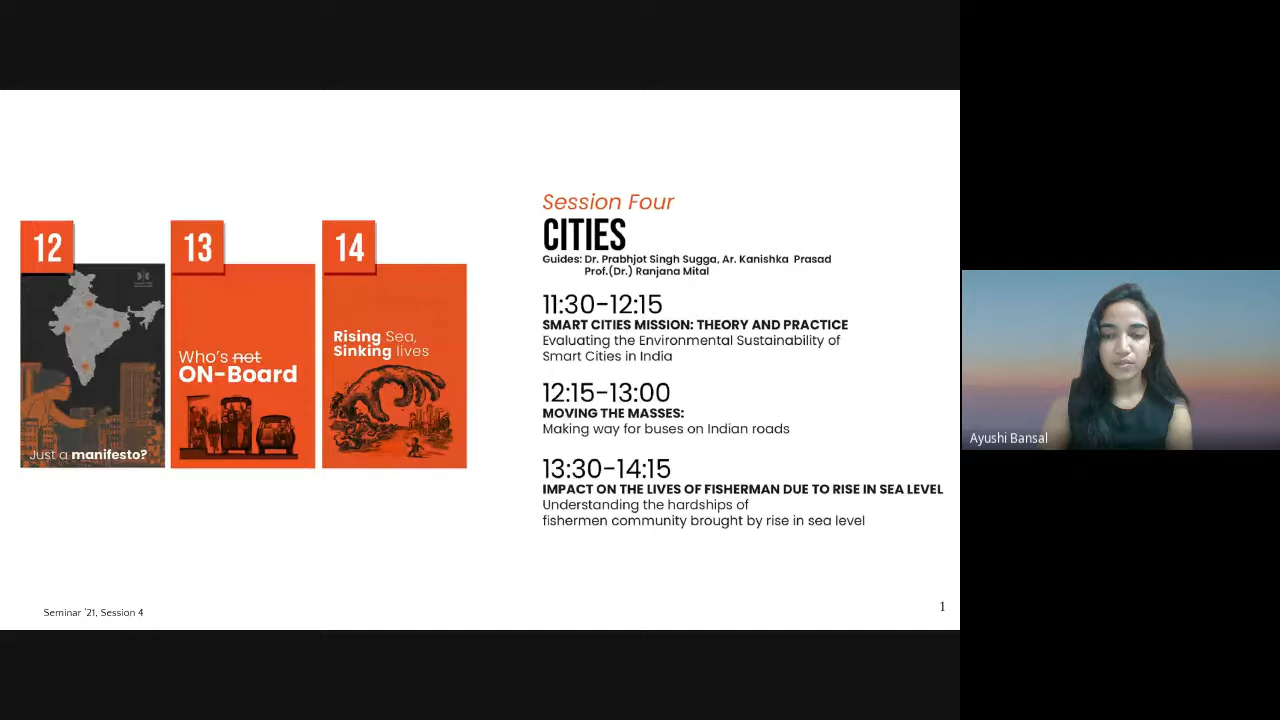 12
13
14
Who's not
ON-Board
Rising Sea,
Sinking lives
Just a manifesto?
Session Four
CITIES
Guides: Dr. Prabhjot Singh Sugga, Ar. Kanishka Prasad
Prof.(Dr.) Ranjana Mital
11:30-12:15
SMART CITIES MISSION: THEORY AND PRACTICE
Evaluating the Environmental Sustainability of
Smart Cities in India
12:15-13:00
MOVING THE MASSES:
Making way for buses on Indian roads
13:30-14:15
IMPACT ON THE LIVES OF FISHERMAN DUE TO RISE IN SEA LEVEL
Understanding the hardships of
fishermen community brought by rise in sea level
Seminar '21, Session 4
1
Ayushi Bansal